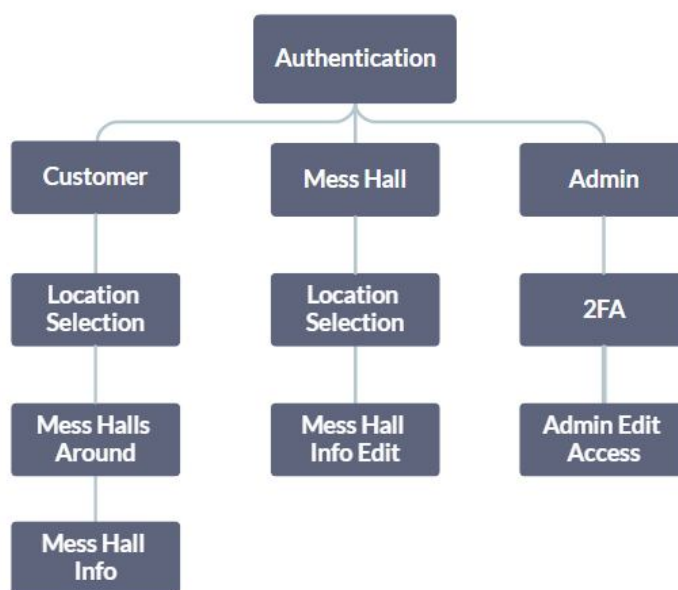 Authentication
Customer
Mess Hall
Admin
Location
Selection
Location
Selection
2FA
Mess Halls
Around
Mess Hall
Info Edit
Admin Edit
Access
Mess Hall
Info